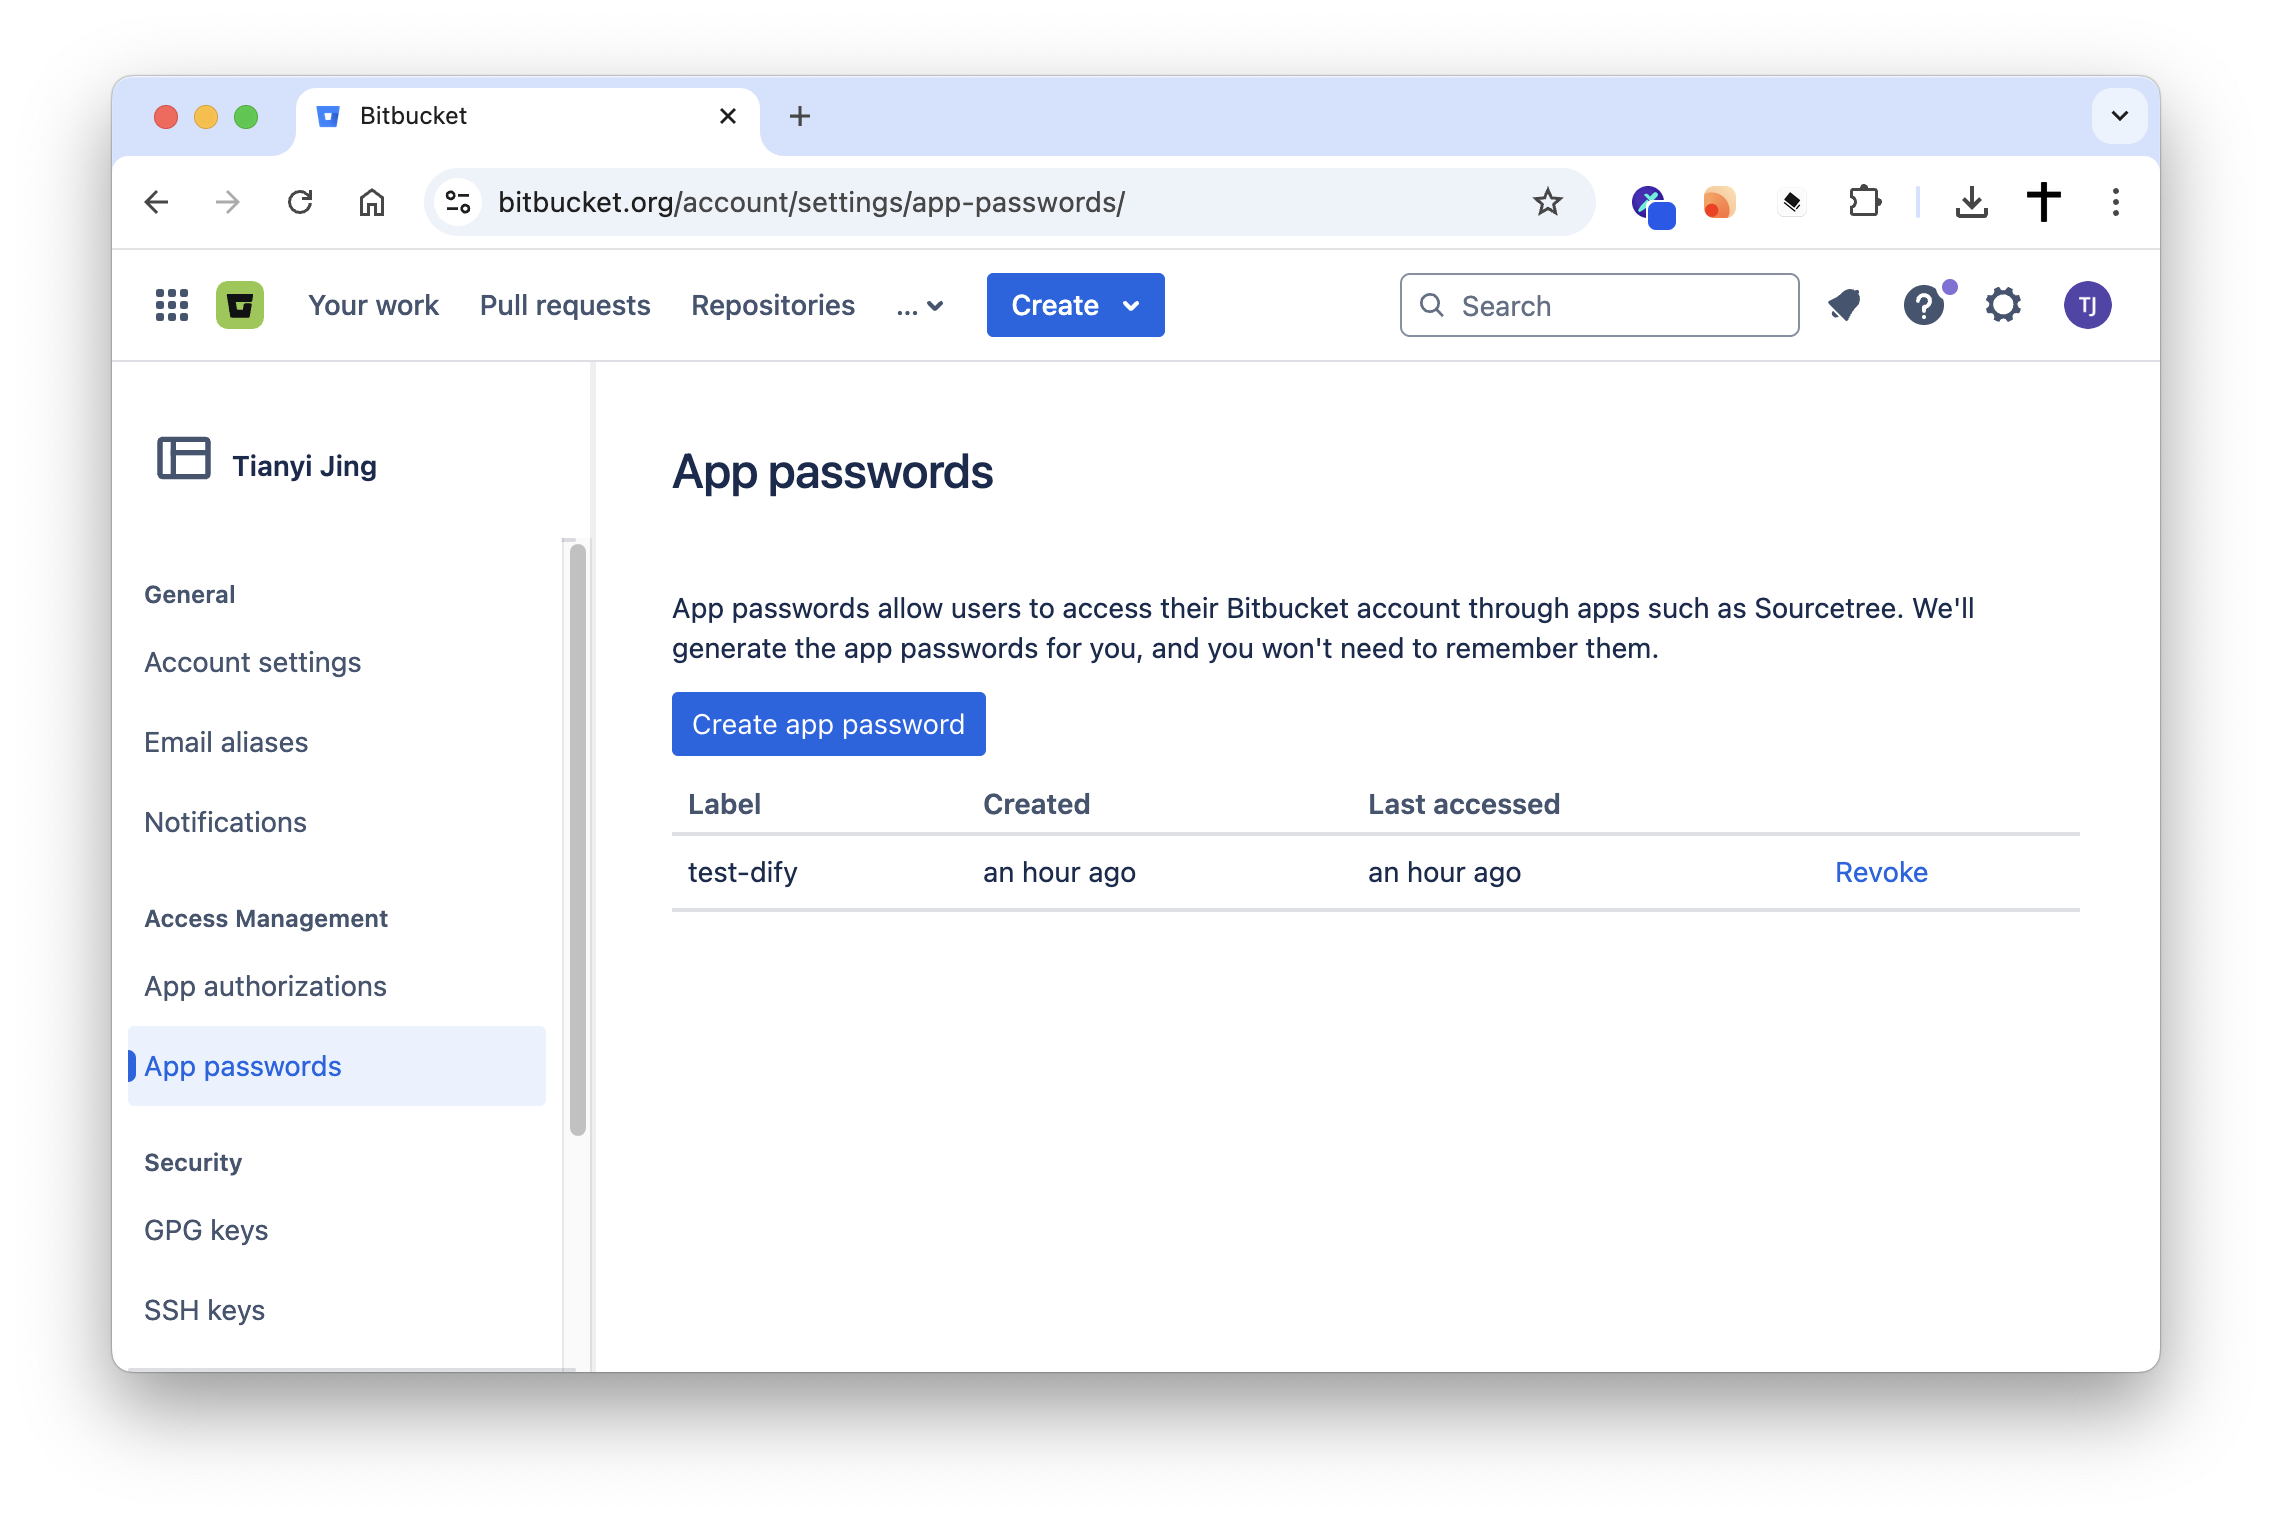 Bitbucket
bitbucket.org/account/settings/app-passwords/
Your work Pull requests Repositories ... Create Search TJ
Tianyi Jing
General
Account settings
Email aliases
Notifications
Access Management
App authorizations
App passwords
Security
GPG keys
SSH keys
App passwords
App passwords allow users to access their Bitbucket account through apps such as Sourcetree. We'll
generate the app passwords for you, and you won't need to remember them.
Create app password
Label Created Last accessed
test-dify an hour ago an hour ago Revoke